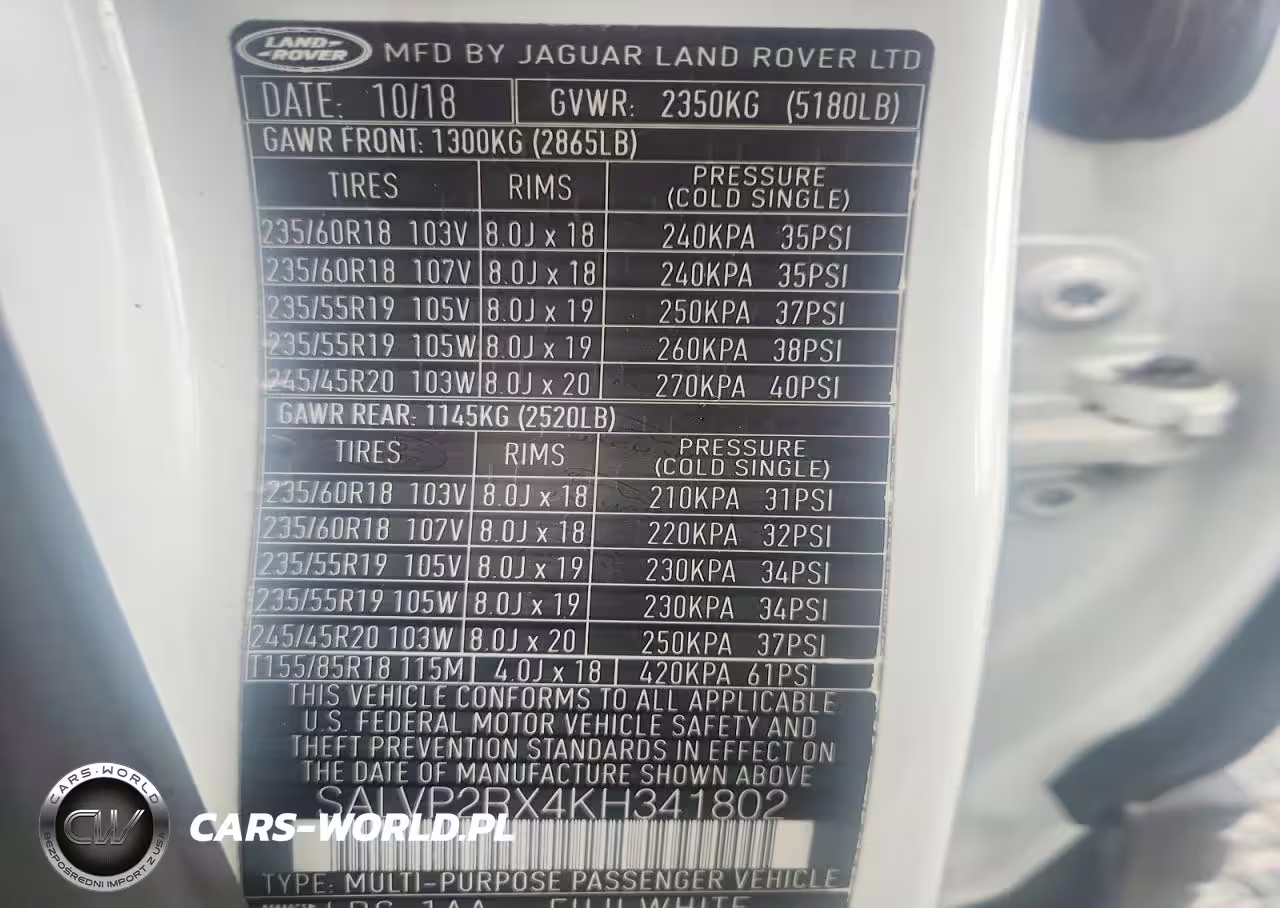 LAND-ROVER MFD BY JAGUAR LAND ROVER LTD
DATE: 10/18 GVWR: 2350KG (5180LB)
GAWR FRONT: 1300KG (2865LB)
TIRES RIMS PRESSURE (COLD SINGLE)
235/60R18 103V 8.0J x 18 240KPA 35PSI
235/60R18 107V 8.0J x 18 240KPA 35PSI
235/55R19 105V 8.0J x 19 250KPA 37PSI
235/55R19 105W 8.0J x 19 260KPA 38PSI
245/45R20 103W 8.0J x 20 270KPA 40PSI
GAWR REAR: 1145KG (2520LB)
TIRES RIMS PRESSURE (COLD SINGLE)
235/60R18 103V 8.0J x 18 210KPA 31PSI
235/60R18 107V 8.0J x 18 220KPA 32PSI
235/55R19 105V 8.0J x 19 230KPA 34PSI
235/55R19 105W 8.0J x 19 230KPA 34PSI
245/45R20 103W 8.0J x 20 250KPA 37PSI
T155/85R18 115M 4.0J x 18 420KPA 61PSI
THIS VEHICLE CONFORMS TO ALL APPLICABLE
U.S. FEDERAL MOTOR VEHICLE SAFETY AND
THEFT PREVENTION STANDARDS IN EFFECT ON
THE DATE OF MANUFACTURE SHOWN ABOVE
SALVP2RX4KH341802
TYPE: MULTI-PURPOSE PASSENGER VEHICLE
FUJI WHITE
CARS-WORLD
CW
BEZPOŚREDNI IMPORT Z USA
CARS-WORLD.PL